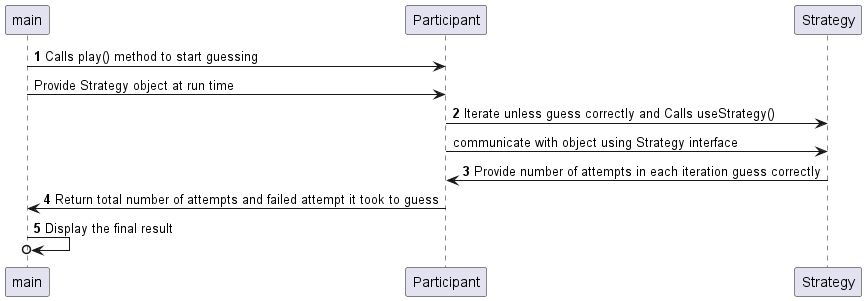 main Participant Strategy
1 Calls play() method to start guessing
Provide Strategy object at run time
2 Iterate unless guess correctly and Calls useStrategy()
communicate with object using Strategy interface
3 Provide number of attempts in each iteration guess correctly
4 Return total number of attempts and failed attempt it took to guess
5 Display the final result
main Participant Strategy